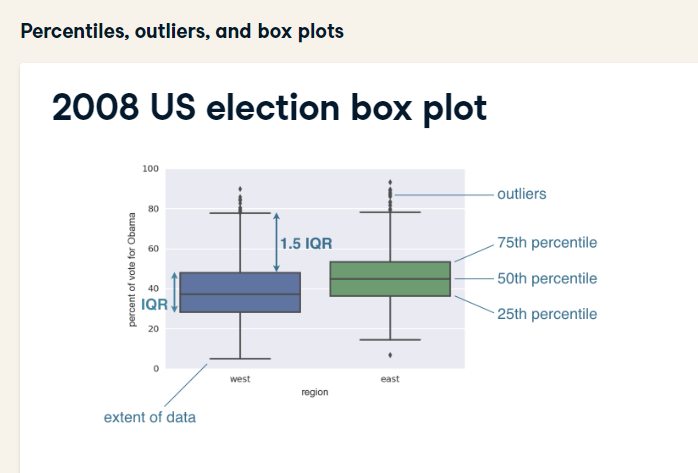 Percentiles, outliers, and box plots
2008 US election box plot
100
80
60
40
20
0
percent of vote for Obama
IQR
1.5 IQR
outliers
75th percentile
50th percentile
25th percentile
west
east
region
extent of data